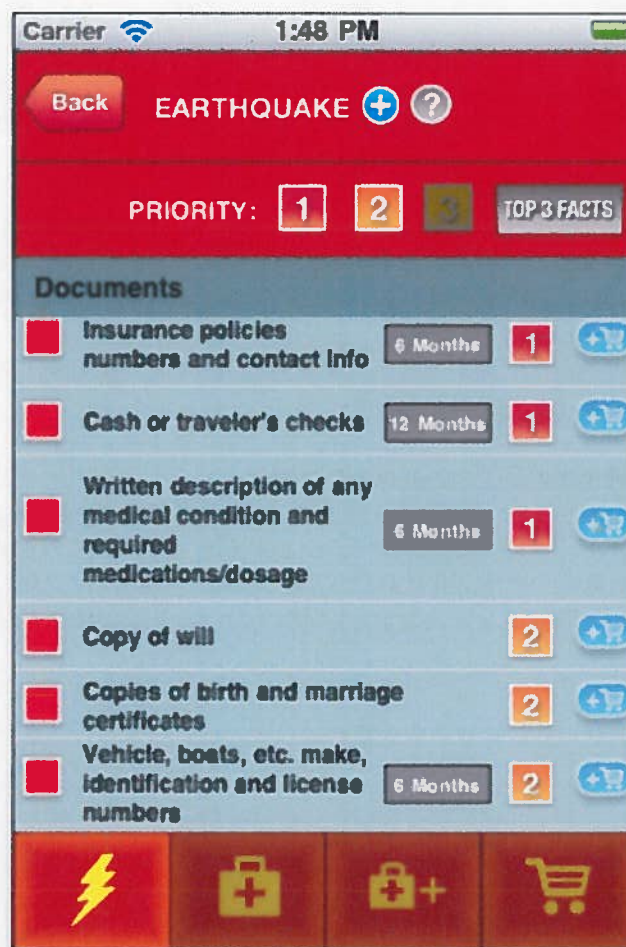 Carrier 1:48 PM
Back EARTHQUAKE + ?
PRIORITY: 1 2 3 TOP 3 FACTS
Documents
Insurance policies
numbers and contact info 6 Months 1
Cash or traveler's checks 12 Months 1
Written description of any
medical condition and
required
medications/dosage 6 Months 1
Copy of will 2
Copies of birth and marriage
certificates 2
Vehicle, boats, etc. make,
identification and license
numbers 6 Months 2